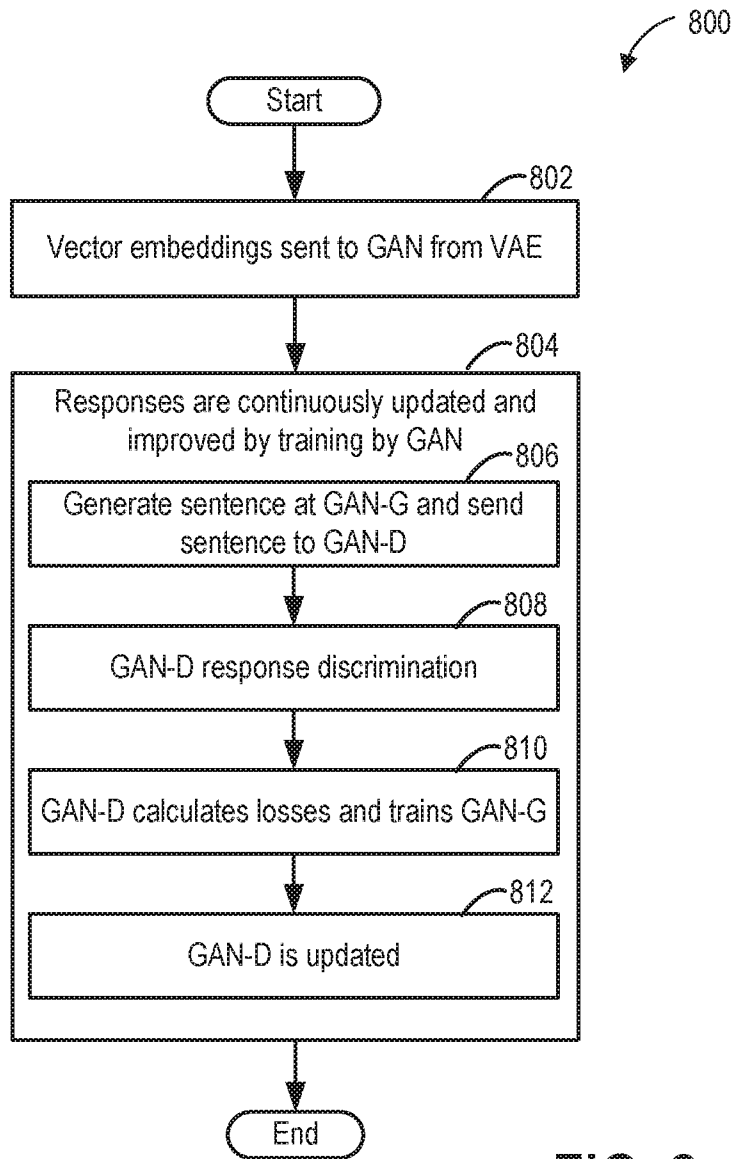 800
Start
802
Vector embeddings sent to GAN from VAE
804
Responses are continuously updated and
improved by training by GAN
806
Generate sentence at GAN-G and send
sentence to GAN-D
808
GAN-D response discrimination
810
GAN-D calculates losses and trains GAN-G
812
GAN-D is updated
End